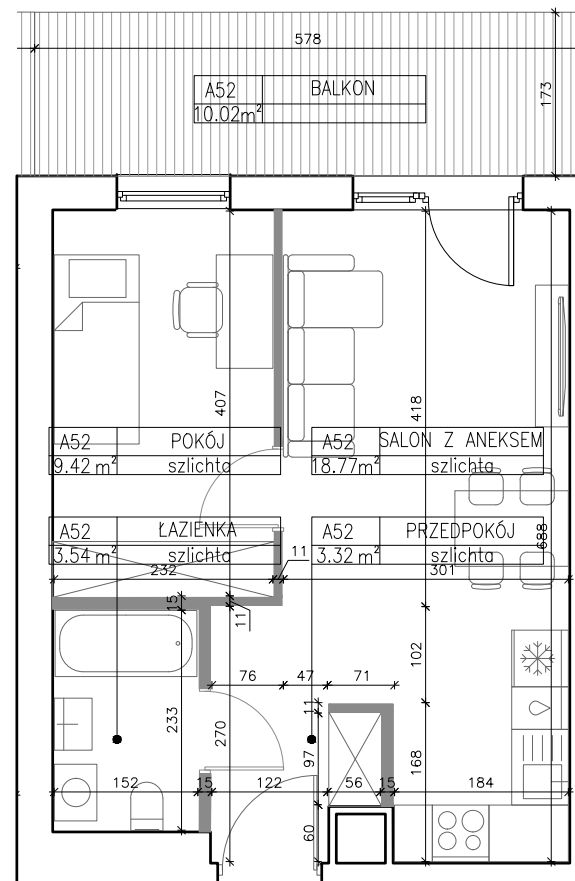 578
A52 BALKON
10.02m²
173
407
418
A52 POKÓJ
9.42 m² szlichta
A52 SALON Z ANEKSEM
18.77m² szlichta
A52 ŁAZIENKA
3.54 m² szlichta
A52 PRZEDPOKÓJ
3.32 m² szlichta
688
232
11
301
15
11
102
76
47
71
11
233
270
97
168
152
15
122
56
15
184
60